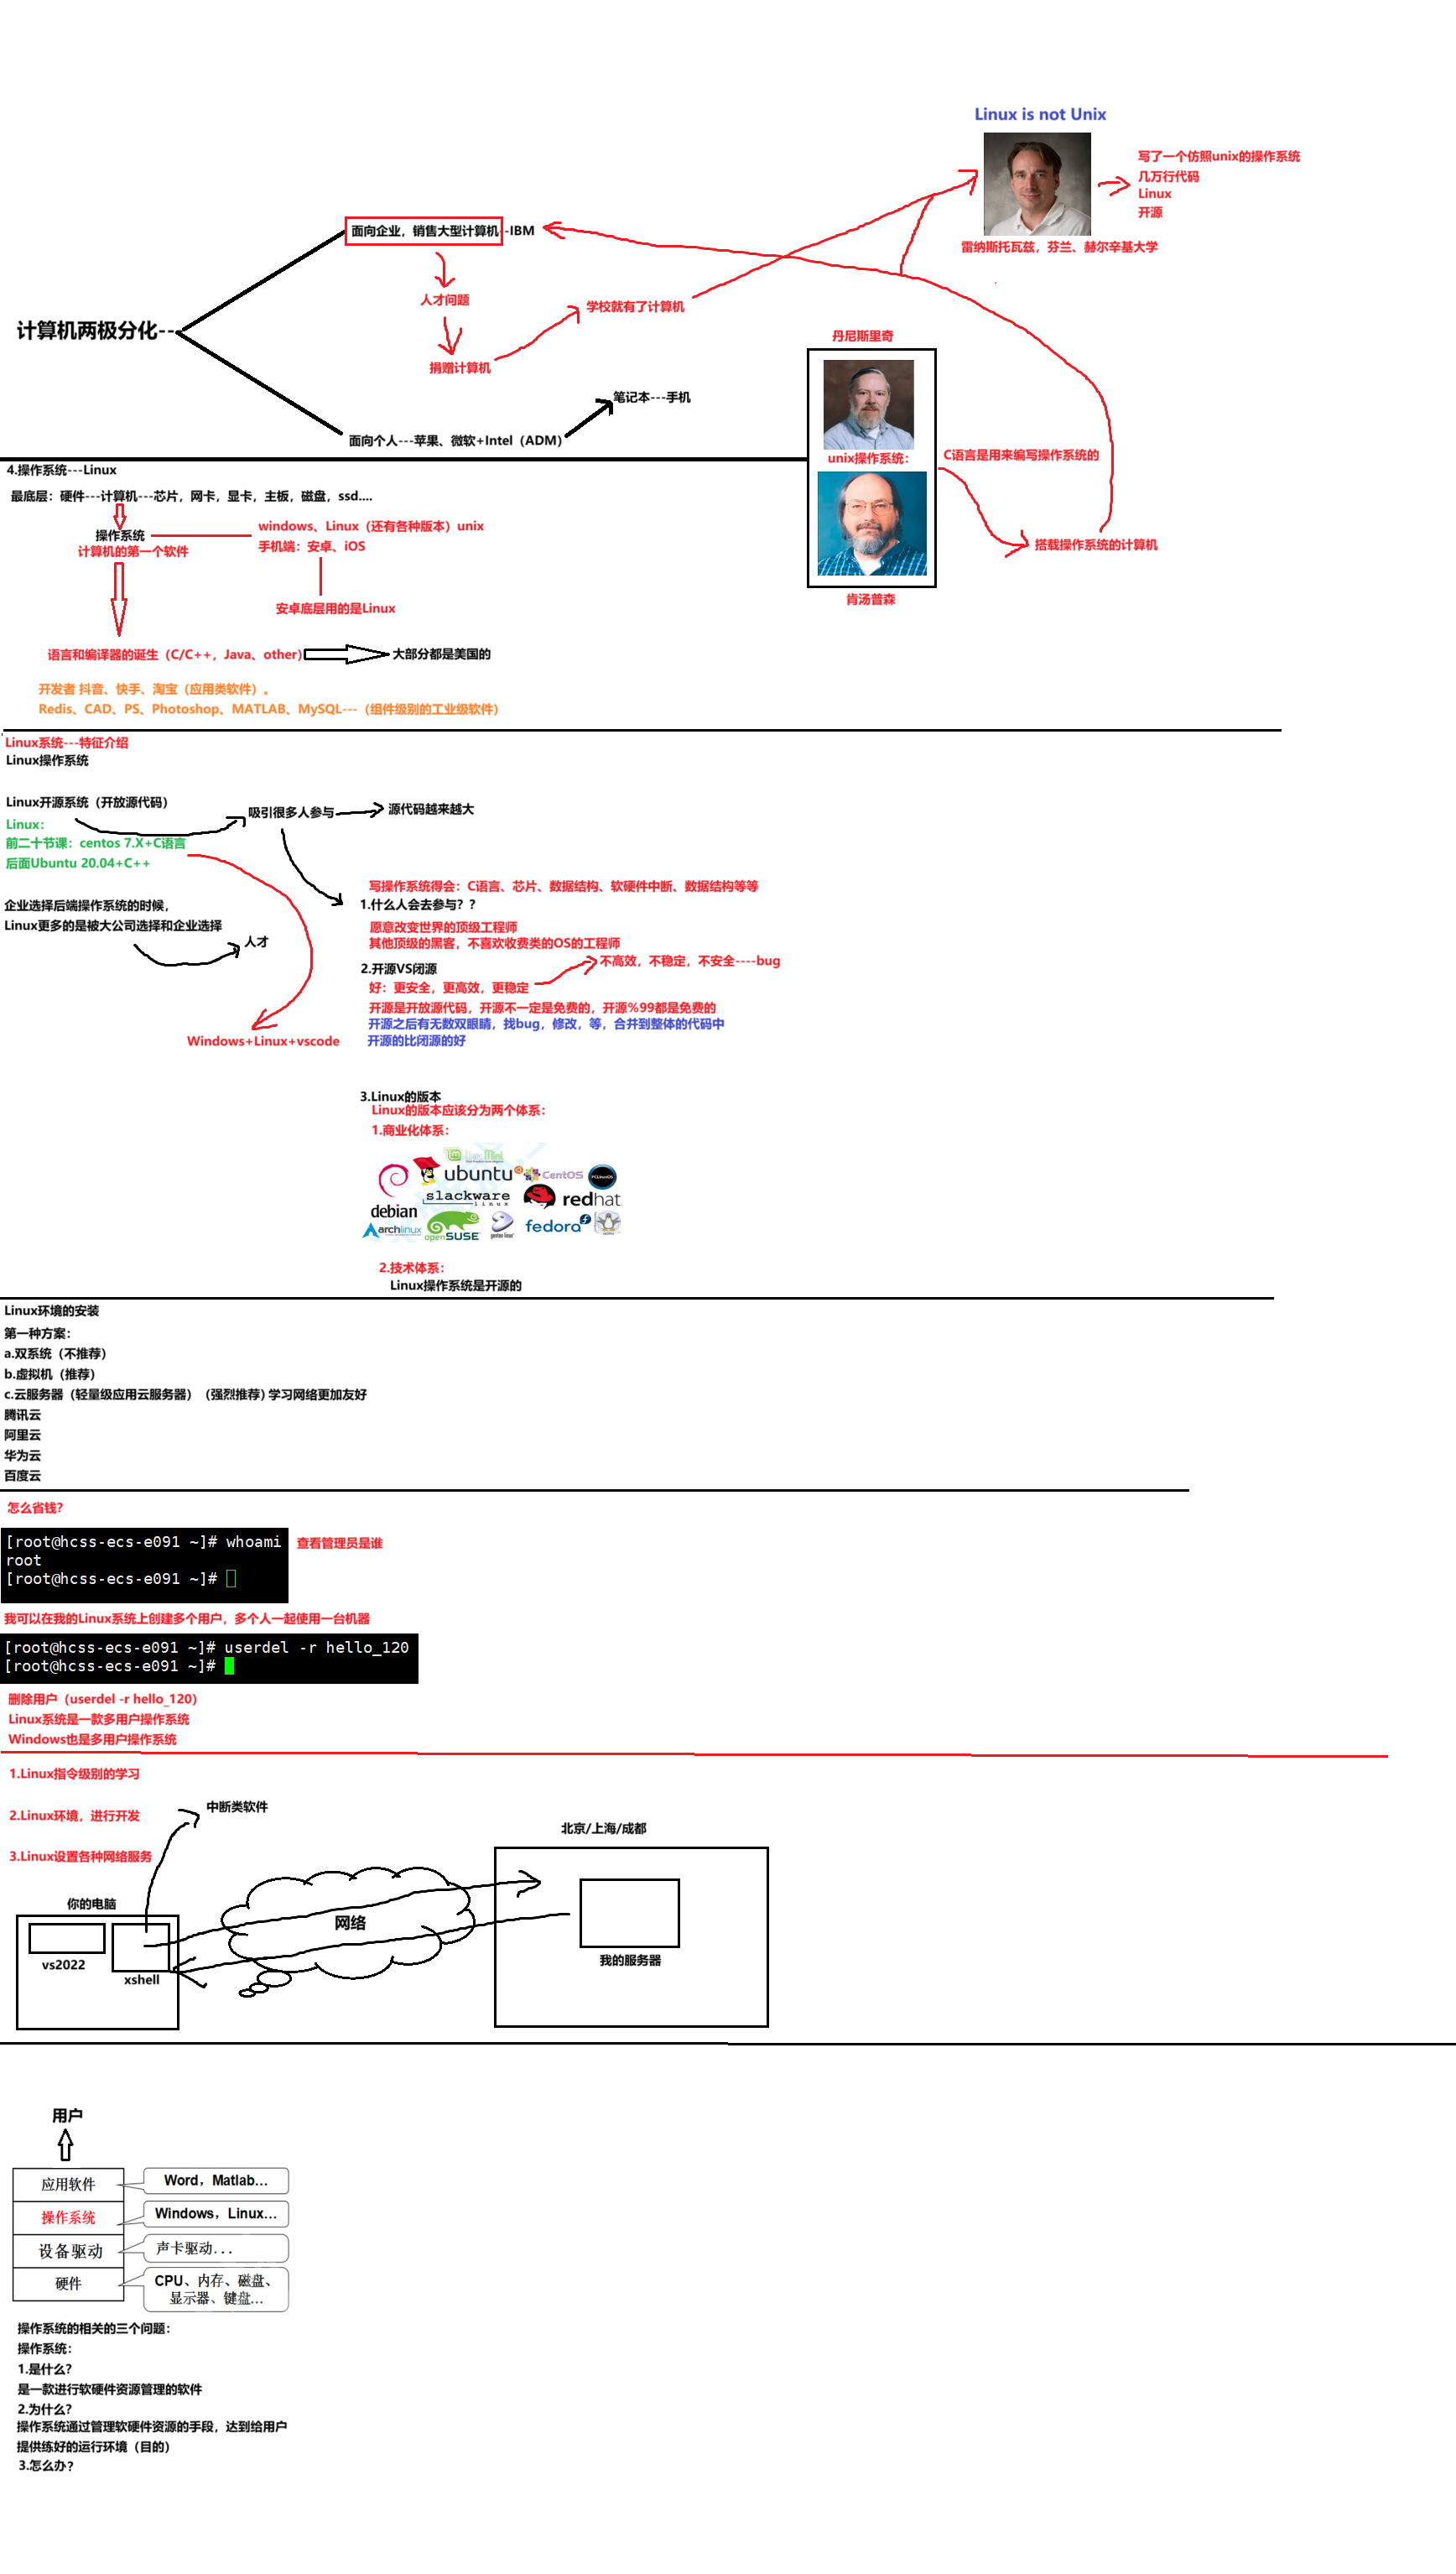 Linux is not Unix
写了一个仿照unix的操作系统
几万行代码
Linux
开源
雷纳斯托瓦兹，芬兰、赫尔辛基大学
面向企业，销售大型计算机--IBM
人才问题
学校就有了计算机
计算机两极分化---
捐赠计算机
丹尼斯里奇
笔记本---手机
面向个人---苹果、微软+Intel（ADM）
unix操作系统：
C语言是用来编写操作系统的
搭载操作系统的计算机
肯汤普森
4.操作系统---Linux
最底层：硬件---计算机---芯片，网卡，显卡，主板，磁盘，ssd....
操作系统
计算机的第一个软件
windows、Linux（还有各种版本）unix
手机端：安卓、iOS
安卓底层用的是Linux
语言和编译器的诞生（C/C++，Java、other）
大部分都是美国的
开发者 抖音、快手、淘宝（应用类软件）。
Redis、CAD、PS、Photoshop、MATLAB、MySQL---（组件级别的工业级软件）
Linux系统---特征介绍
Linux操作系统
Linux开源系统（开放源代码）
吸引很多人参与
源代码越来越大
Linux：
前二十节课：centos 7.X+C语言
后面Ubuntu 20.04+C++
企业选择后端操作系统的时候，
Linux更多的是被大公司选择和企业选择
人才
Windows+Linux+vscode
写操作系统得会：C语言、芯片、数据结构、软硬件中断、数据结构等等
1.什么人会去参与？？
愿意改变世界的顶级工程师
其他顶级的黑客，不喜欢收费类的OS的工程师
2.开源VS闭源
不高效，不稳定，不安全----bug
好：更安全，更高效，更稳定
开源是开放源代码，开源不一定是免费的，开源%99都是免费的
开源之后有无数双眼睛，找bug，修改，等，合并到整体的代码中
开源的比闭源的好
3.Linux的版本
Linux的版本应该分为两个体系：
1.商业化体系：
Linux Mint
ubuntu
CentOS
PCLinuxOS
debian
slackware
linux
redhat
archlinux
openSUSE
gentoo linux
fedora
2.技术体系：
Linux操作系统是开源的
Linux环境的安装
第一种方案：
a.双系统（不推荐）
b.虚拟机（推荐）
c.云服务器（轻量级应用云服务器）（强烈推荐）学习网络更加友好
腾讯云
阿里云
华为云
百度云
怎么省钱？
[root@hcss-ecs-e091 ~]# whoami
root
[root@hcss-ecs-e091 ~]#
查看管理员是谁
我可以在我的Linux系统上创建多个用户，多个人一起使用一台机器
[root@hcss-ecs-e091 ~]# userdel -r hello_120
[root@hcss-ecs-e091 ~]#
删除用户（userdel -r hello_120）
Linux系统是一款多用户操作系统
Windows也是多用户操作系统
1.Linux指令级别的学习
2.Linux环境，进行开发
3.Linux设置各种网络服务
中断类软件
北京/上海/成都
你的电脑
vs2022
xshell
网络
我的服务器
用户
应用软件
Word，Matlab…
操作系统
Windows，Linux…
设备驱动
声卡驱动...
硬件
CPU、内存、磁盘、
显示器、键盘…
操作系统的相关的三个问题：
操作系统：
1.是什么？
是一款进行软硬件资源管理的软件
2.为什么？
操作系统通过管理软硬件资源的手段，达到给用户
提供练好的运行环境（目的）
3.怎么办？